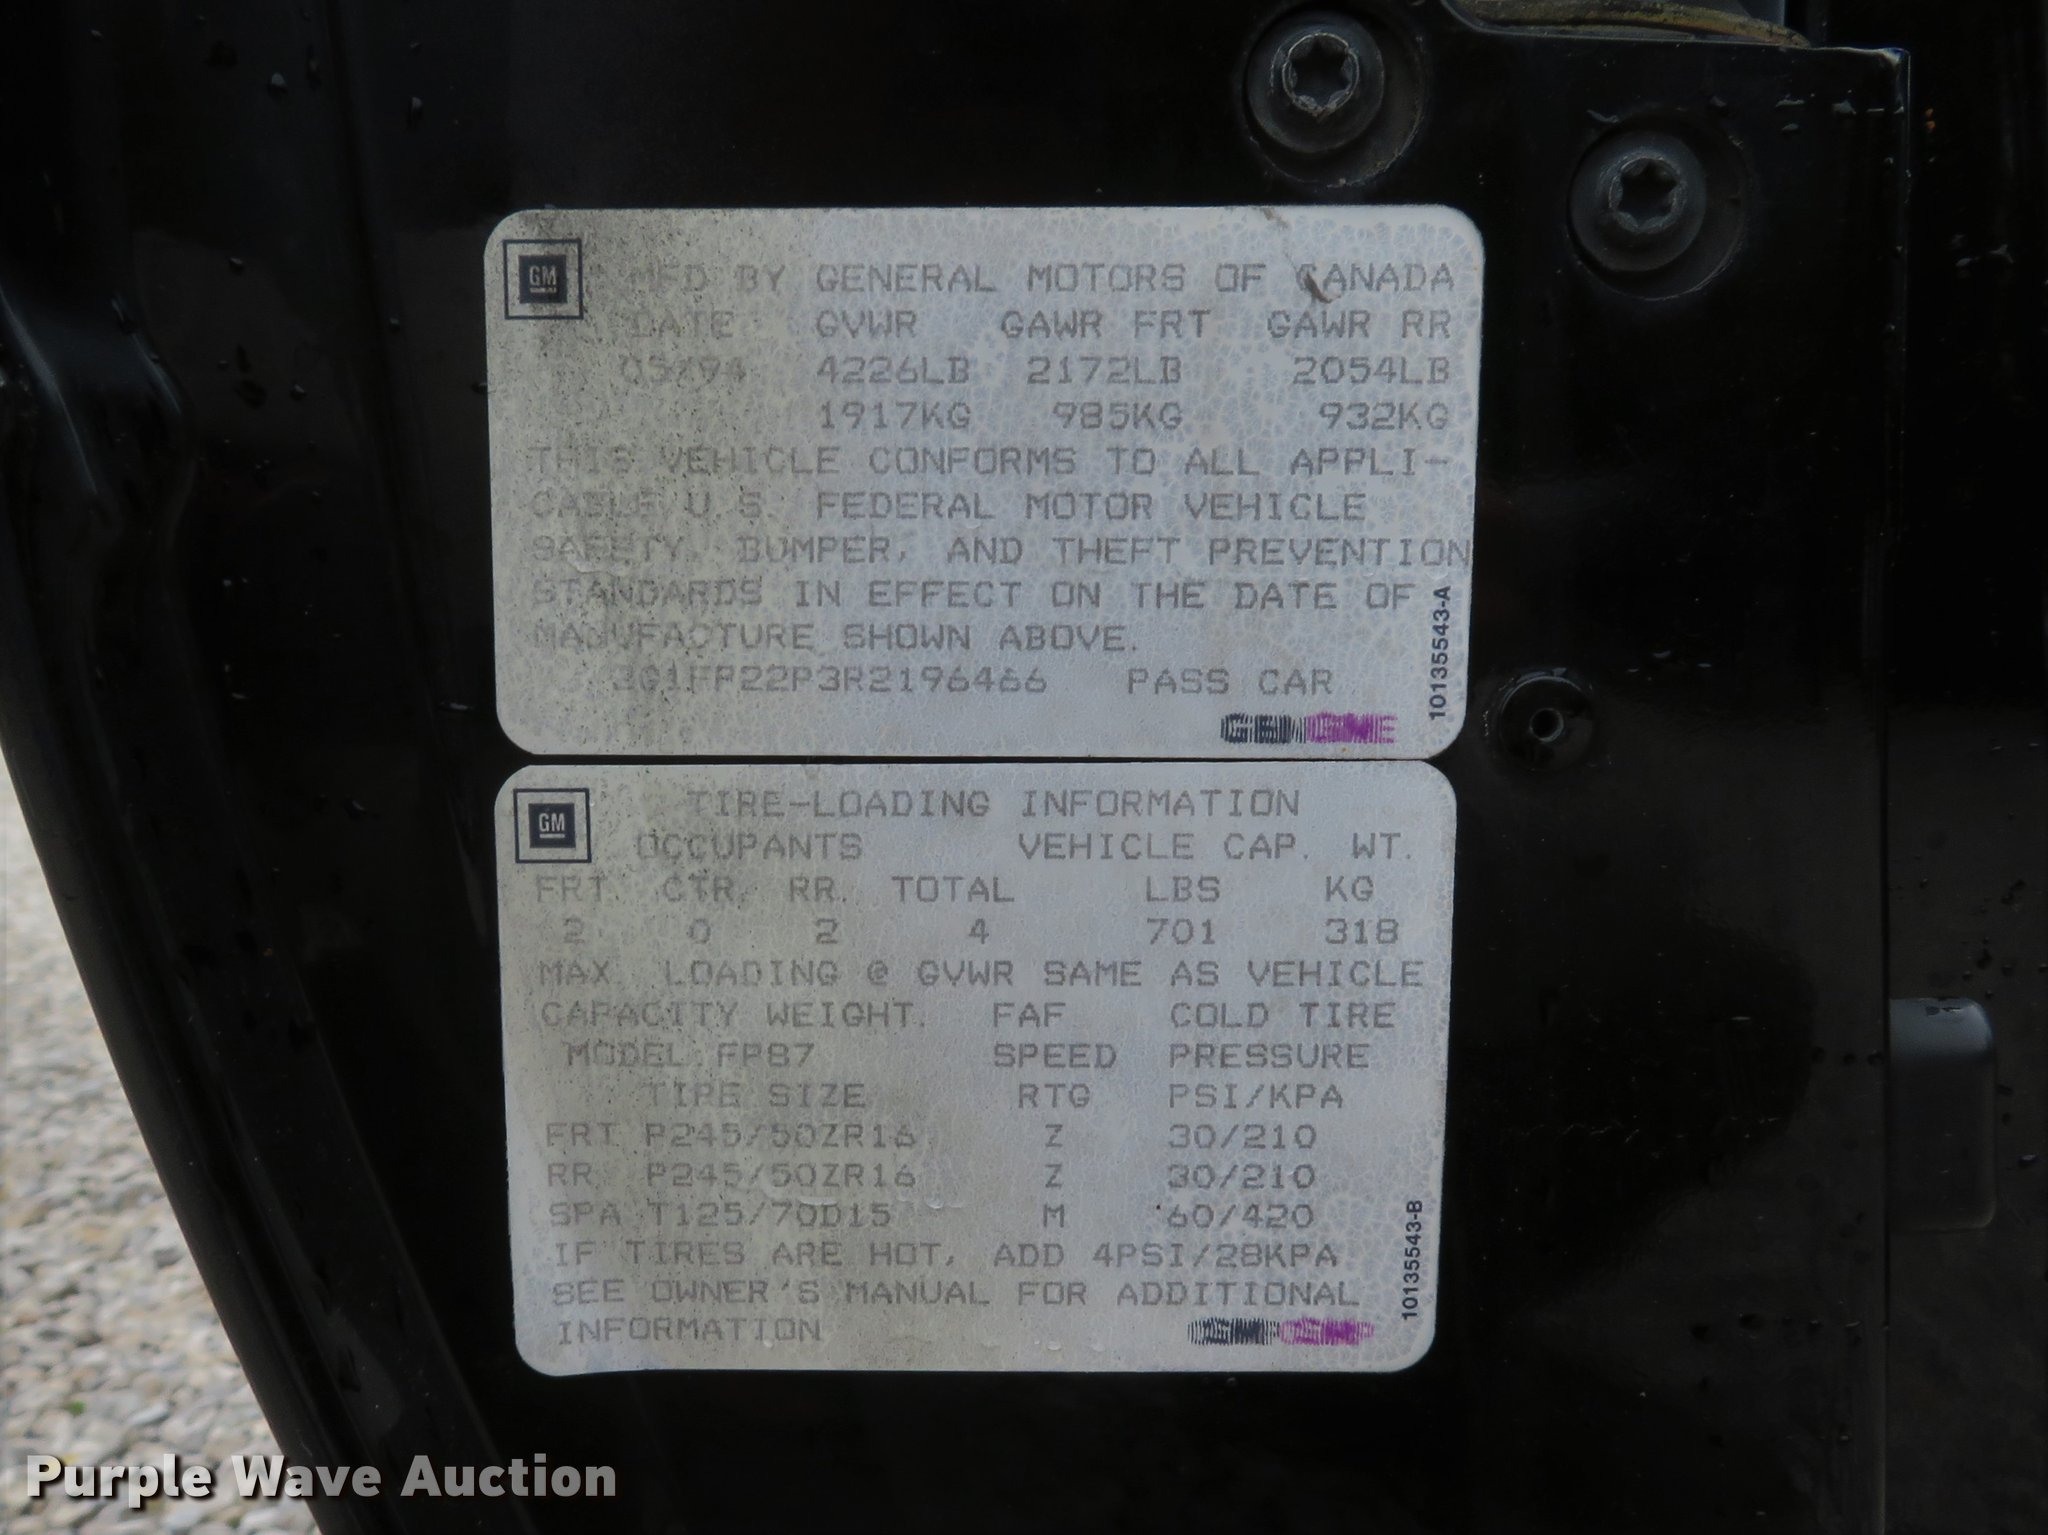 GM
MFD BY GENERAL MOTORS OF CANADA
DATE GVWR GAWR FRT GAWR RR
05/94 4226LB 2172LB 2054LB
1917KG 985KG 932KG
THIS VEHICLE CONFORMS TO ALL APPLI-
CABLE U.S. FEDERAL MOTOR VEHICLE
SAFETY, BUMPER, AND THEFT PREVENTION
STANDARDS IN EFFECT ON THE DATE OF
MANUFACTURE SHOWN ABOVE.
2G1FP22P3R2196466 PASS CAR
10135543-A
GM
TIRE-LOADING INFORMATION
OCCUPANTS VEHICLE CAP. WT.
FRT. CTR. RR. TOTAL LBS KG
2 0 2 4 701 318
MAX. LOADING @ GVWR SAME AS VEHICLE
CAPACITY WEIGHT. FAF COLD TIRE
MODEL FP87 SPEED PRESSURE
TIRE SIZE RTG PSI/KPA
FRT P245/50ZR16 Z 30/210
RR P245/50ZR16 Z 30/210
SPA T125/70D15 M 60/420
IF TIRES ARE HOT, ADD 4PSI/28KPA
SEE OWNER'S MANUAL FOR ADDITIONAL
INFORMATION
10135543-B
Purple Wave Auction